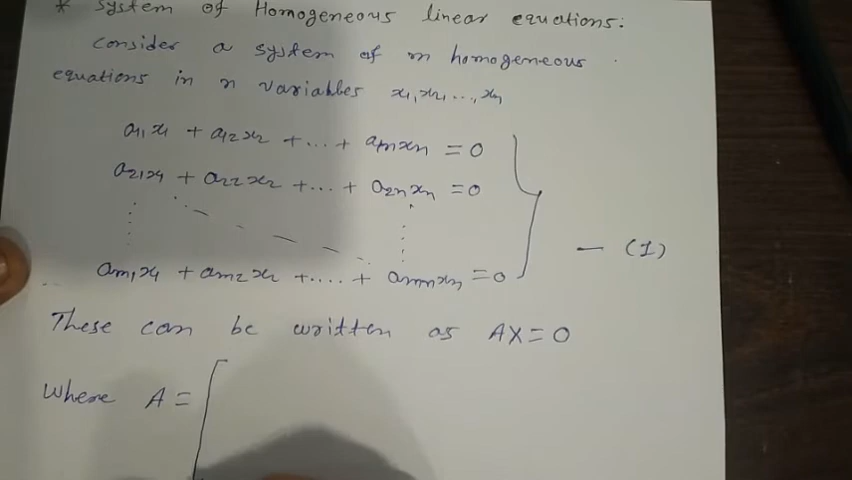 * System of Homogeneous linear equations:
Consider a system of m homogeneous
equations in n variables x1, x2, ..., xn
a11x1 + a12x2 + ... + a1nxn = 0
a21x1 + a22x2 + ... + a2nxn = 0
— (1)
am1x1 + am2x2 + .... + amnxn = 0
These can be written as AX = 0
Where A = [